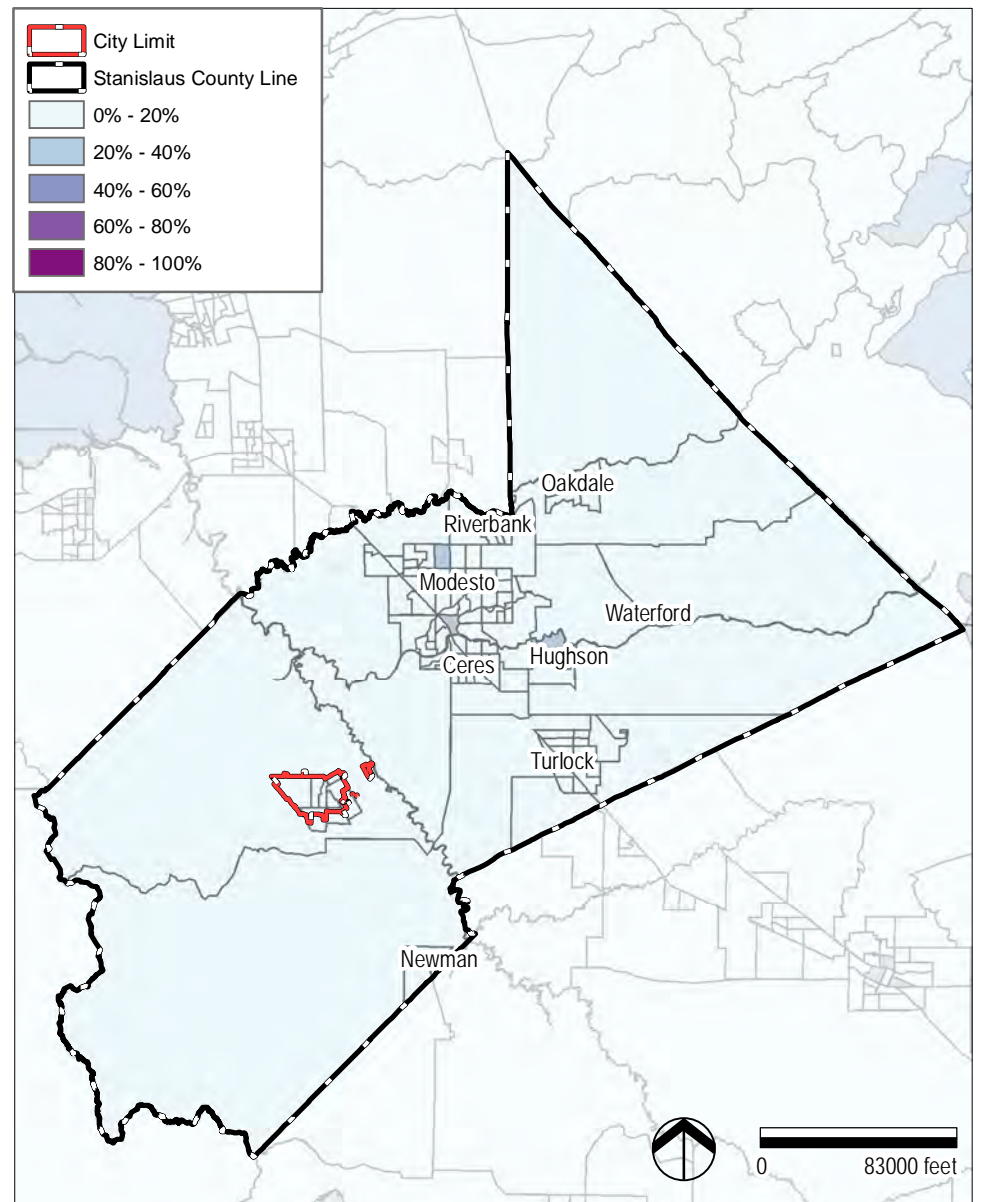 City Limit
Stanislaus County Line
0% - 20%
20% - 40%
40% - 60%
60% - 80%
80% - 100%
Oakdale
Riverbank
Modesto
Waterford
Hughson
Ceres
Turlock
Newman
0 83000 feet